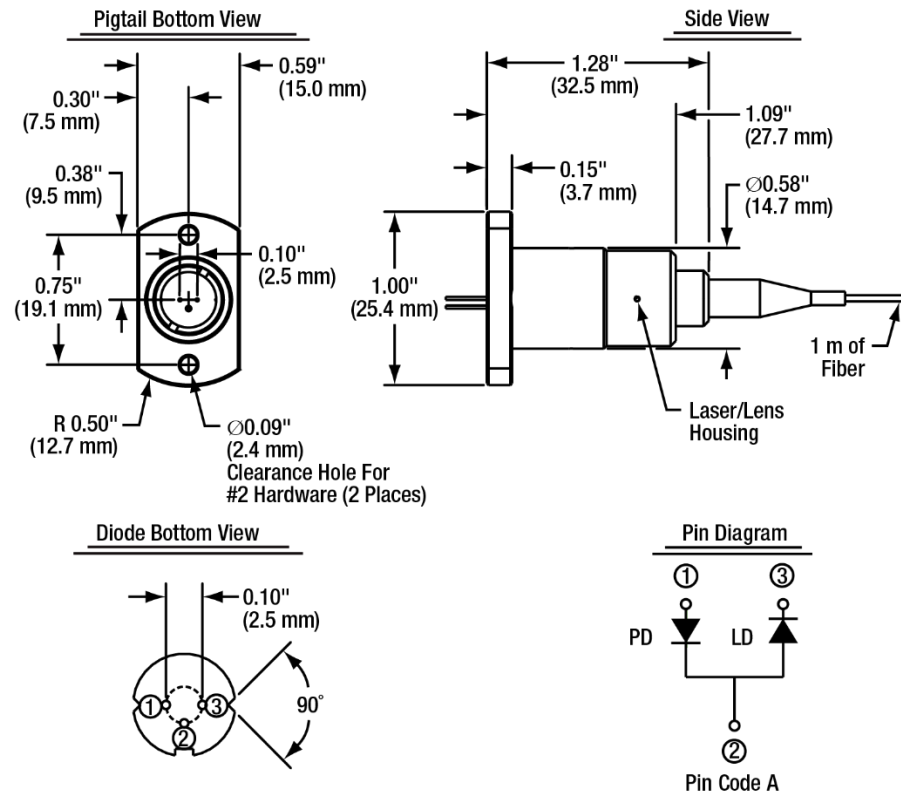 Pigtail Bottom View
Side View
0.59"
(15.0 mm)
0.30"
(7.5 mm)
0.38"
(9.5 mm)
0.75"
(19.1 mm)
0.10"
(2.5 mm)
R 0.50"
(12.7 mm)
∅0.09"
(2.4 mm)
Clearance Hole For
#2 Hardware (2 Places)
1.28"
(32.5 mm)
1.09"
(27.7 mm)
0.15"
(3.7 mm)
∅0.58"
(14.7 mm)
1.00"
(25.4 mm)
1 m of
Fiber
Laser/Lens
Housing
Diode Bottom View
0.10"
(2.5 mm)
① ③
②
90°
Pin Diagram
① ③
PD LD
②
Pin Code A